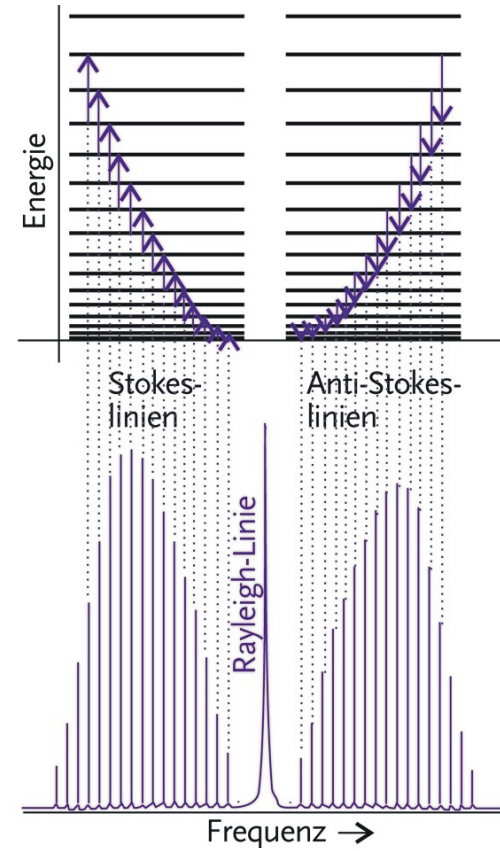 Energie
Stokes-
linien
Anti-Stokes-
linien
Rayleigh-Linie
Frequenz →